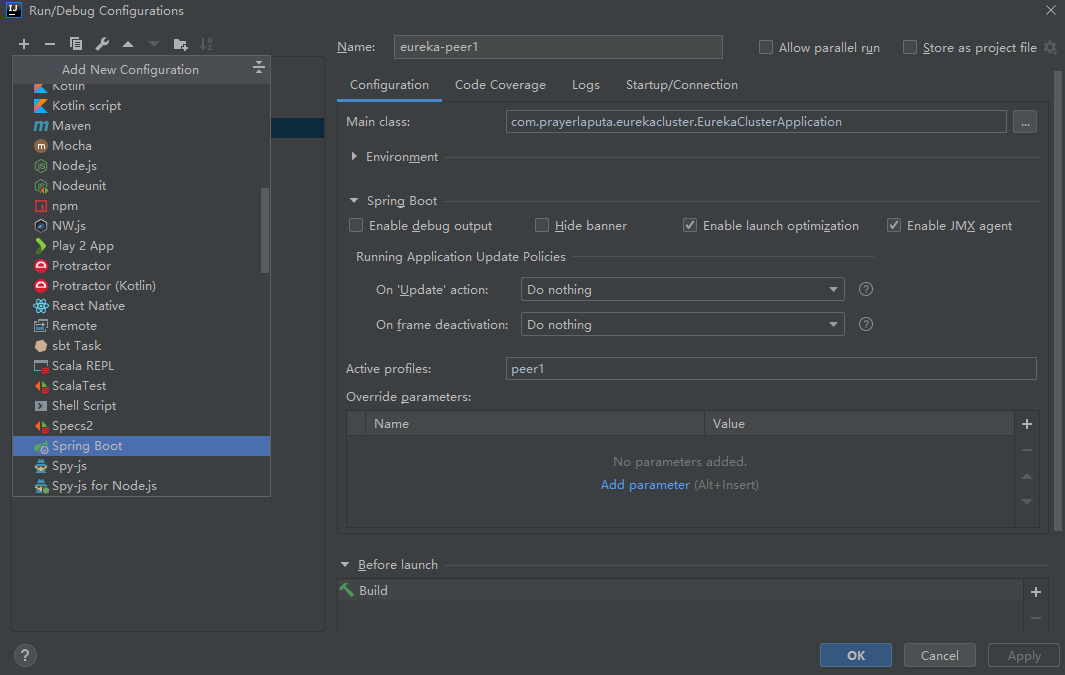 Run/Debug Configurations
Add New Configuration
Kotlin
Kotlin script
Maven
Mocha
Node.js
Nodeunit
npm
NW.js
Play 2 App
Protractor
Protractor (Kotlin)
React Native
Remote
sbt Task
Scala REPL
ScalaTest
Shell Script
Specs2
Spring Boot
Spy-js
Spy-js for Node.js
Name: eureka-peer1 Allow parallel run Store as project file
Configuration Code Coverage Logs Startup/Connection
Main class: com.prayerlaputa.eurekacluster.EurekaClusterApplication ...
Environment
Spring Boot
Enable debug output Hide banner Enable launch optimization Enable JMX agent
Running Application Update Policies
On 'Update' action: Do nothing ?
On frame deactivation: Do nothing ?
Active profiles: peer1
Override parameters:
Name Value
No parameters added.
Add parameter (Alt+Insert)
Before launch
Build
? OK Cancel Apply